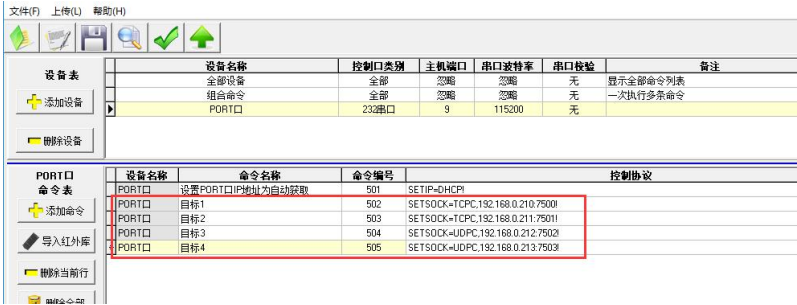 文件(F) 上传(L) 帮助(H)
设备表
添加设备
删除设备
设备名称 控制口类别 主机端口 串口波特率 串口校验 备注
全部设备 全部 忽略 忽略 无 显示全部命令列表
组合命令 全部 忽略 忽略 无 一次执行多条命令
PORT口 232串口 9 115200 无
PORT口
命令表
添加命令
导入红外库
删除当前行
删除全部
设备名称 命令名称 命令编号 控制协议
PORT口 设置PORT口IP地址为自动获取 501 SETIP=DHCP!
PORT口 目标1 502 SETSOCK=TCPC,192.168.0.210:7500!
PORT口 目标2 503 SETSOCK=TCPC,192.168.0.211:7501!
PORT口 目标3 504 SETSOCK=UDPC,192.168.0.212:7502!
PORT口 目标4 505 SETSOCK=UDPC,192.168.0.213:7503!